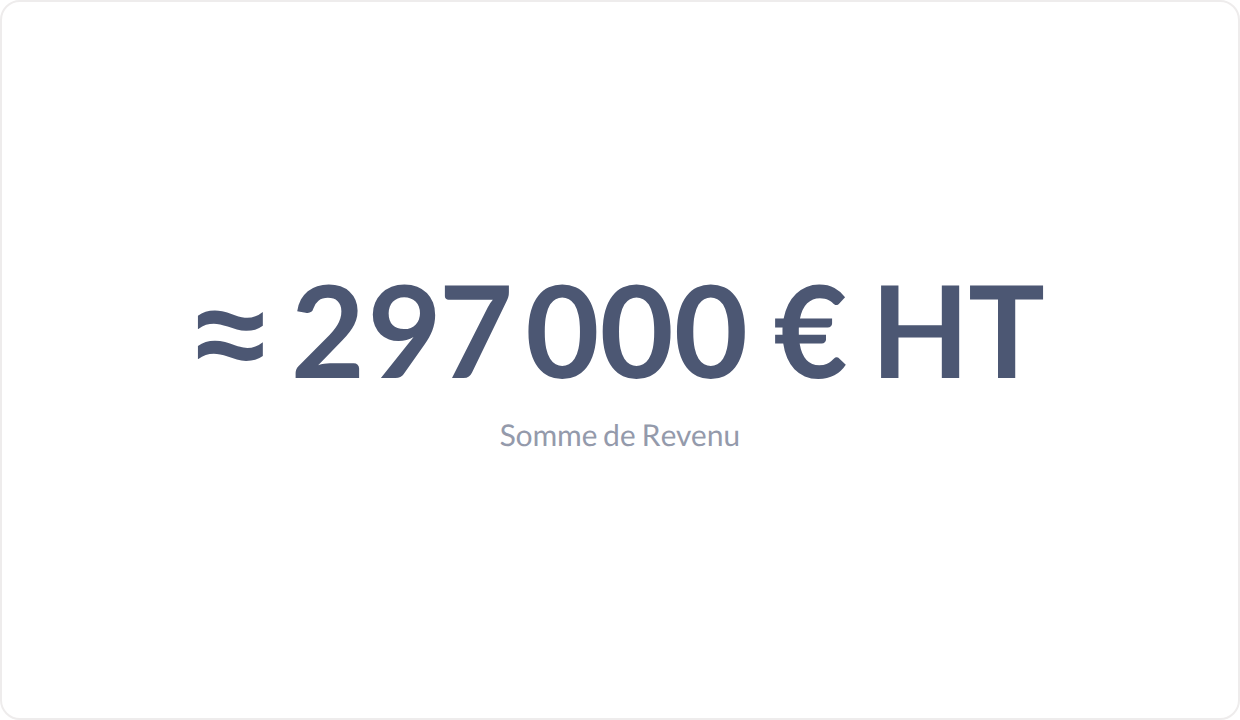 ≈ 297 000 € HT
Somme de Revenu